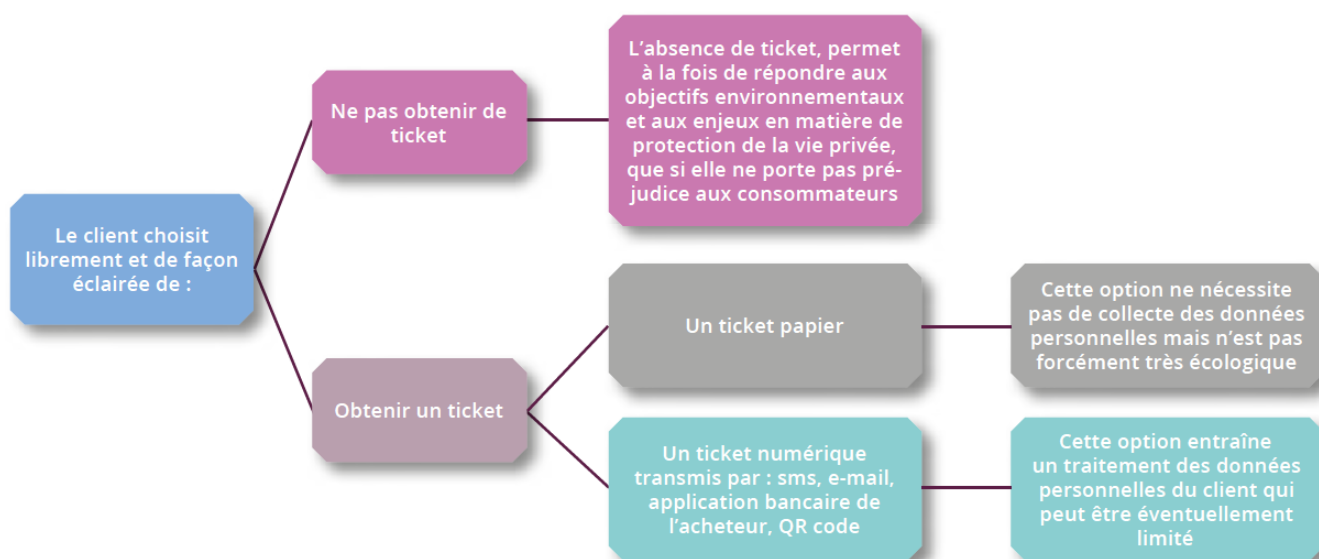 Le client choisit
librement et de façon
éclairée de :
Ne pas obtenir de
ticket
L'absence de ticket, permet
à la fois de répondre aux
objectifs environnementaux
et aux enjeux en matière de
protection de la vie privée,
que si elle ne porte pas pré-
judice aux consommateurs
Obtenir un ticket
Un ticket papier
Cette option ne nécessite
pas de collecte des données
personnelles mais n'est pas
forcément très écologique
Un ticket numérique
transmis par : sms, e-mail,
application bancaire de
l'acheteur, QR code
Cette option entraîne
un traitement des données
personnelles du client qui
peut être éventuellement
limité